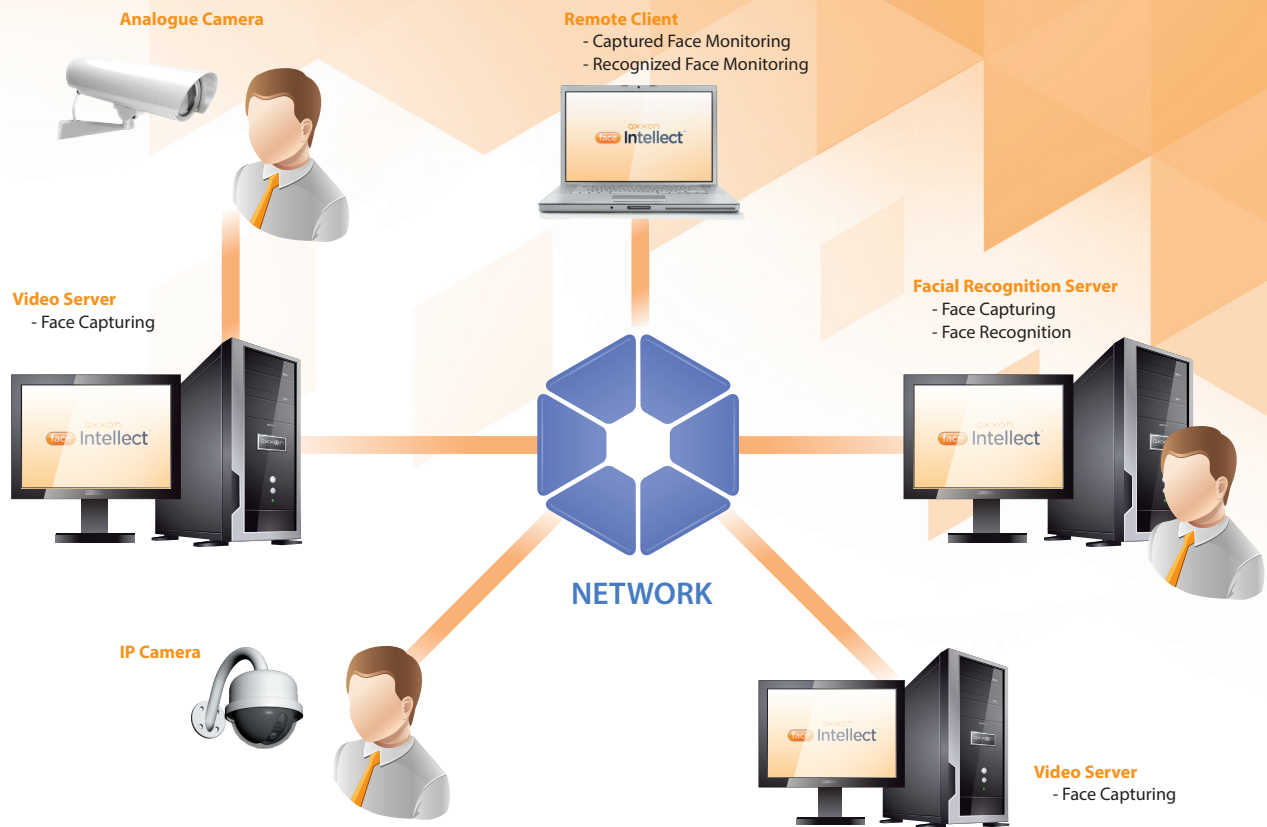 Analogue Camera
Remote Client
- Captured Face Monitoring
- Recognized Face Monitoring
axxon
face Intellect
Video Server
- Face Capturing
axxon
face Intellect
axxon
Facial Recognition Server
- Face Capturing
- Face Recognition
axxon
face Intellect
NETWORK
IP Camera
axxon
face Intellect
axxon
Video Server
- Face Capturing